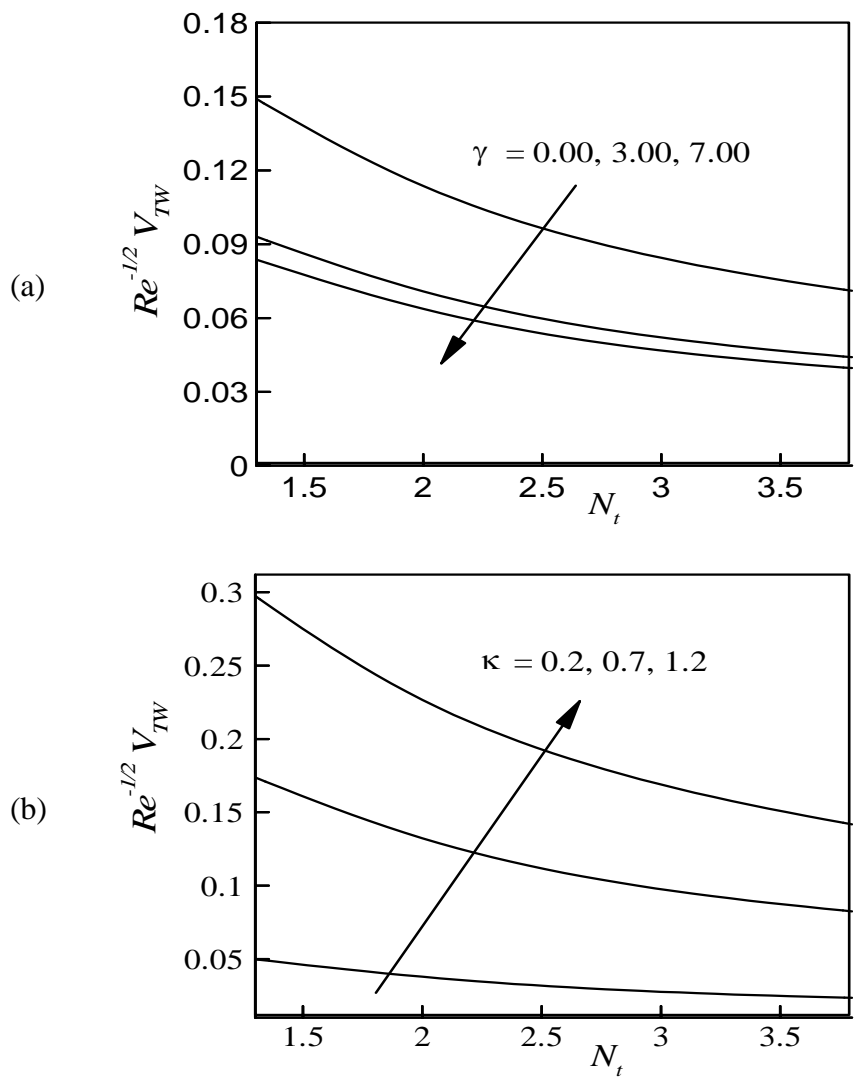 (a)
Re^{-1/2} V_{TW}
0.18
0.15
0.12
0.09
0.06
0.03
0
γ = 0.00, 3.00, 7.00
1.5 2 2.5 3 3.5
N_t
(b)
Re^{-1/2} V_{TW}
0.3
0.25
0.2
0.15
0.1
0.05
κ = 0.2, 0.7, 1.2
1.5 2 2.5 3 3.5
N_t